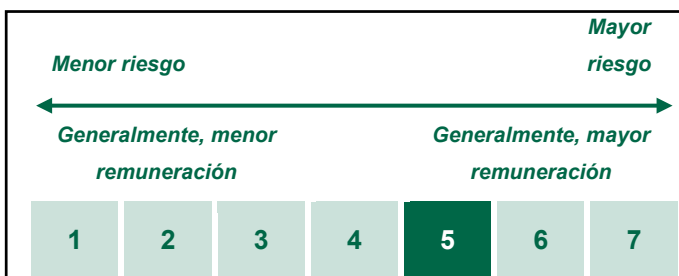 Mayor
Menor riesgo riesgo
Generalmente, menor Generalmente, mayor
remuneración remuneración
1 2 3 4 5 6 7